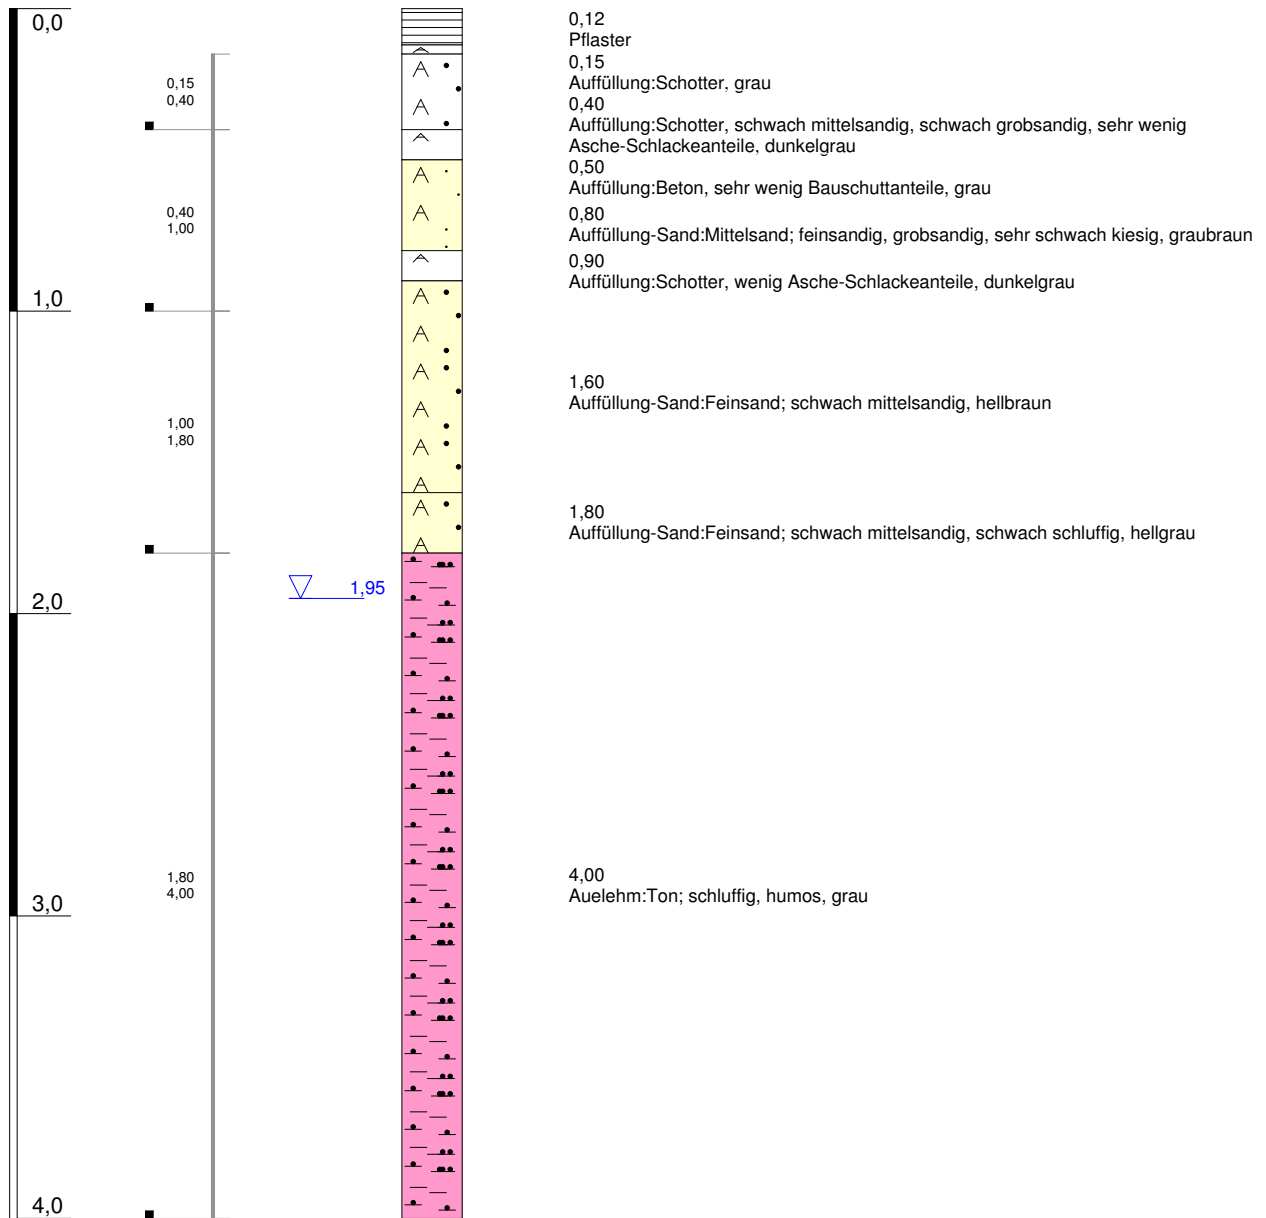 0,0
1,0
2,0
3,0
4,0
0,15
0,40
0,40
1,00
1,00
1,80
1,80
4,00
1,95
0,12
Pflaster
0,15
Auffüllung:Schotter, grau
0,40
Auffüllung:Schotter, schwach mittelsandig, schwach grobsandig, sehr wenig
Asche-Schlackeanteile, dunkelgrau
0,50
Auffüllung:Beton, sehr wenig Bauschuttanteile, grau
0,80
Auffüllung-Sand:Mittelsand; feinsandig, grobsandig, sehr schwach kiesig, graubraun
0,90
Auffüllung:Schotter, wenig Asche-Schlackeanteile, dunkelgrau
1,60
Auffüllung-Sand:Feinsand; schwach mittelsandig, hellbraun
1,80
Auffüllung-Sand:Feinsand; schwach mittelsandig, schwach schluffig, hellgrau
4,00
Auelehm:Ton; schluffig, humos, grau